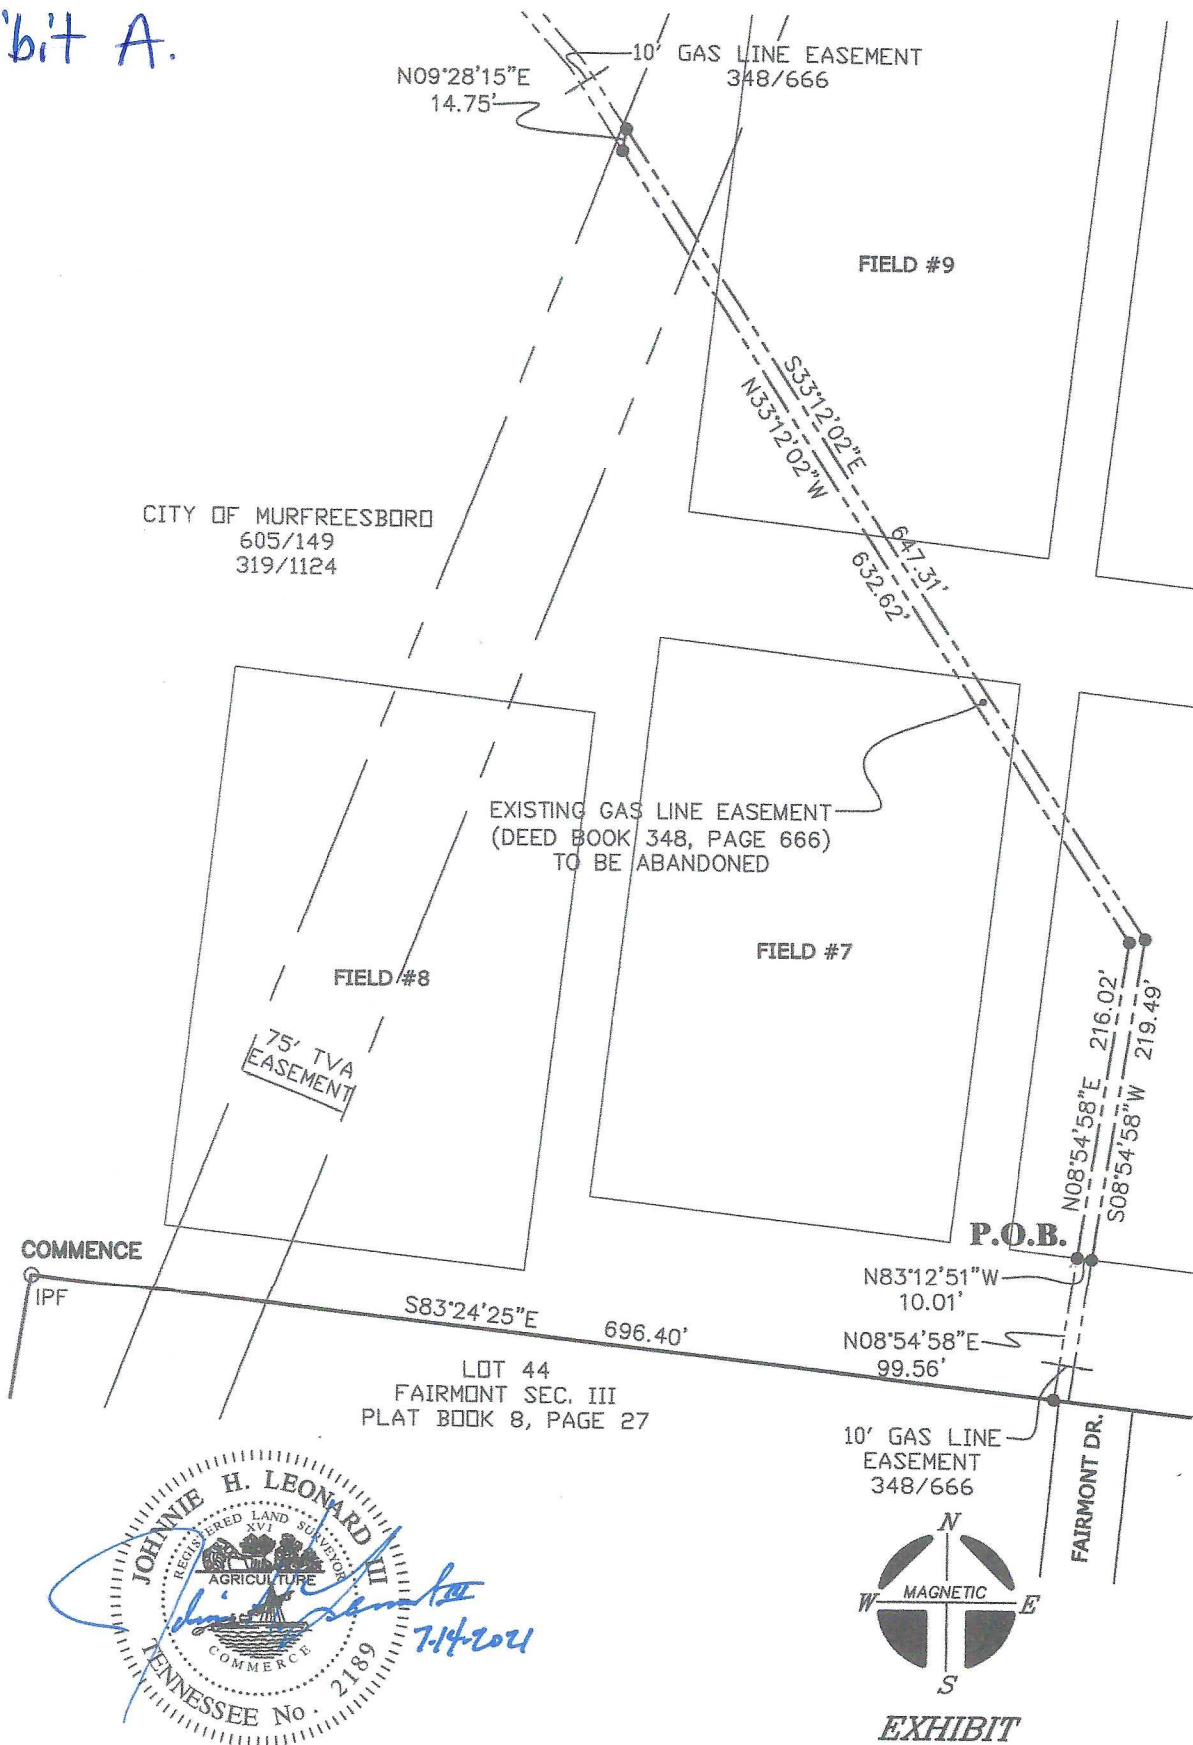 'bit A.
10' GAS LINE EASEMENT
348/666
N09°28'15"E
14.75'
FIELD #9
S33°12'02"E
N33°12'02"W
647.31'
632.62'
CITY OF MURFREESBORO
605/149
319/1124
EXISTING GAS LINE EASEMENT
(DEED BOOK 348, PAGE 666)
TO BE ABANDONED
FIELD #7
FIELD #8
75' TVA
EASEMENT
N08°54'58"E 216.02'
S08°54'58"W 219.49'
P.O.B.
COMMENCE
IPF
S83°24'25"E 696.40'
N83°12'51"W
10.01'
N08°54'58"E
99.56'
LOT 44
FAIRMONT SEC. III
PLAT BOOK 8, PAGE 27
10' GAS LINE
EASEMENT
348/666
FAIRMONT DR.
JOHNNIE H. LEONARD III
REGISTERED LAND SURVEYOR
XVI
AGRICULTURE
COMMERCE
TENNESSEE No. 2189
7-14-2021
N
W MAGNETIC E
S
EXHIBIT